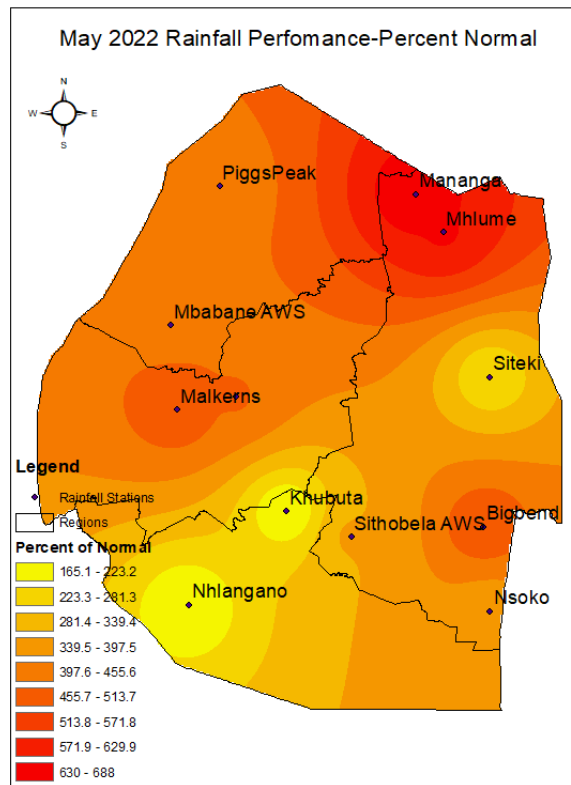 May 2022 Rainfall Perfomance-Percent Normal
N
W E
S
PiggsPeak
Mananga
Mhlume
Mbabane AWS
Siteki
Malkerns
Legend
Rainfall Stations
Regions
Khubuta
Sithobela AWS
Bigbend
Percent of Normal
165.1 - 223.2
223.3 - 281.3
281.4 - 339.4
339.5 - 397.5
397.6 - 455.6
455.7 - 513.7
513.8 - 571.8
571.9 - 629.9
630 - 688
Nhlangano
Nsoko